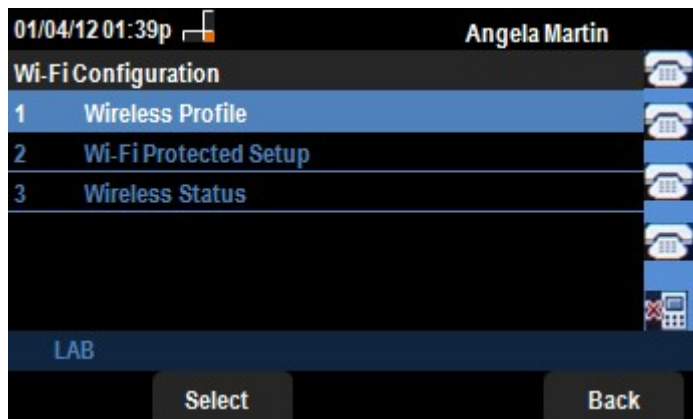 01/04/12 01:39p Angela Martin
Wi-Fi Configuration
1 Wireless Profile
2 Wi-Fi Protected Setup
3 Wireless Status
LAB
Select Back